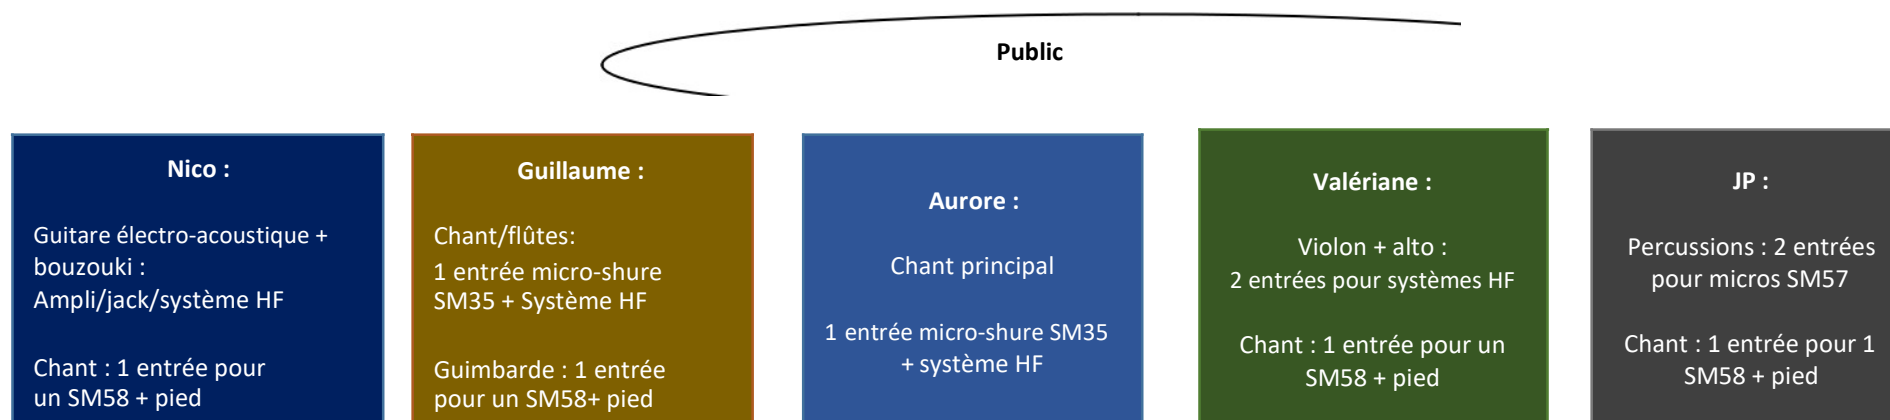 Public
Nico :
Guitare électro-acoustique +
bouzouki :
Ampli/jack/système HF
Chant : 1 entrée pour
un SM58 + pied
Guillaume :
Chant/flûtes:
1 entrée micro-shure
SM35 + Système HF
Guimbarde : 1 entrée
pour un SM58+ pied
Aurore :
Chant principal
1 entrée micro-shure SM35
+ système HF
Valériane :
Violon + alto :
2 entrées pour systèmes HF
Chant : 1 entrée pour un
SM58 + pied
JP :
Percussions : 2 entrées
pour micros SM57
Chant : 1 entrée pour 1
SM58 + pied